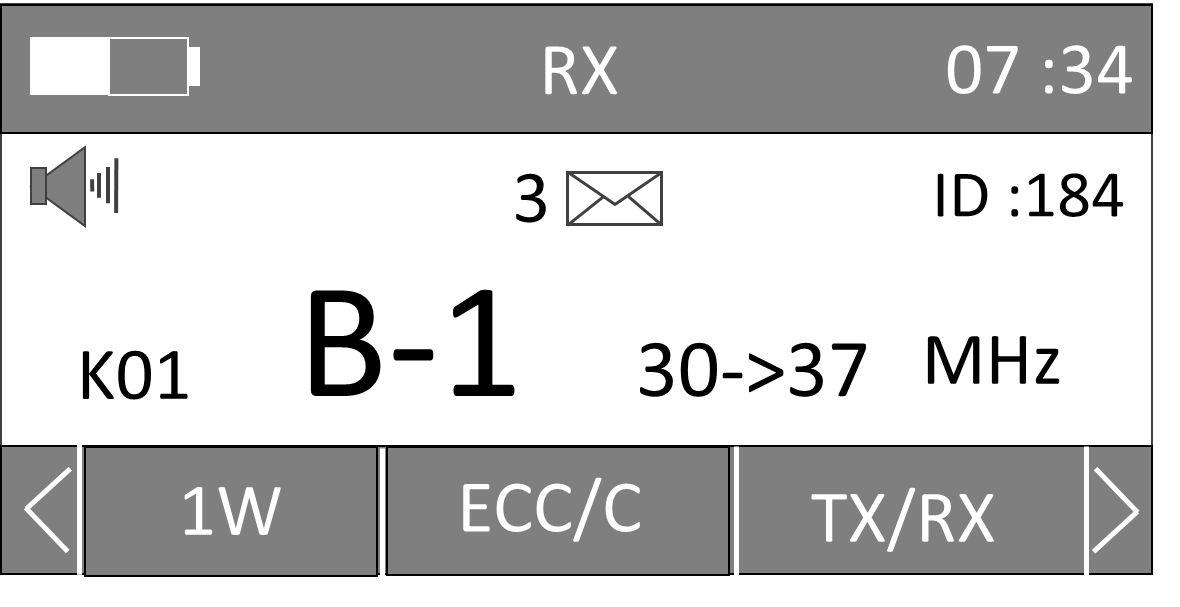 RX 07 :34
3 ID :184
K01 B-1 30->37 MHz
1W ECC/C TX/RX